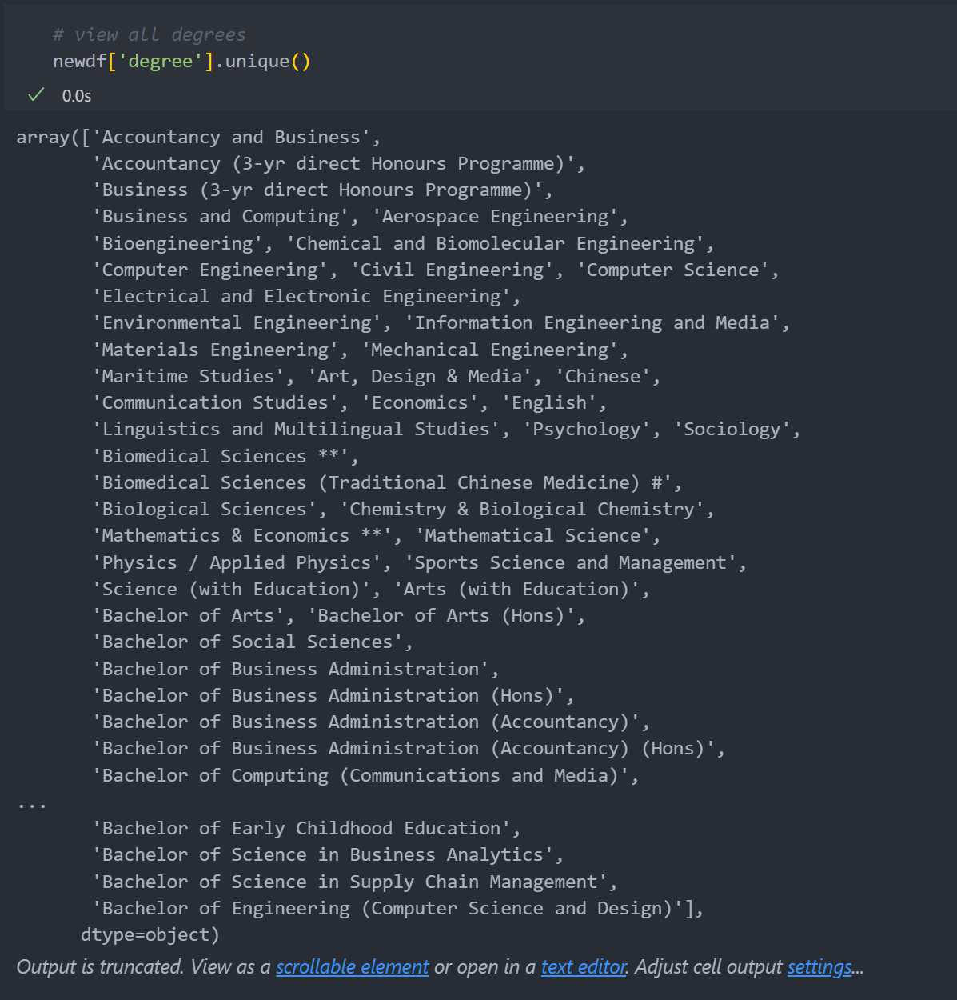 # view all degrees
newdf['degree'].unique()
0.0s
array(['Accountancy and Business',
'Accountancy (3-yr direct Honours Programme)',
'Business (3-yr direct Honours Programme)',
'Business and Computing', 'Aerospace Engineering',
'Bioengineering', 'Chemical and Biomolecular Engineering',
'Computer Engineering', 'Civil Engineering', 'Computer Science',
'Electrical and Electronic Engineering',
'Environmental Engineering', 'Information Engineering and Media',
'Materials Engineering', 'Mechanical Engineering',
'Maritime Studies', 'Art, Design & Media', 'Chinese',
'Communication Studies', 'Economics', 'English',
'Linguistics and Multilingual Studies', 'Psychology', 'Sociology',
'Biomedical Sciences **',
'Biomedical Sciences (Traditional Chinese Medicine) #',
'Biological Sciences', 'Chemistry & Biological Chemistry',
'Mathematics & Economics **', 'Mathematical Science',
'Physics / Applied Physics', 'Sports Science and Management',
'Science (with Education)', 'Arts (with Education)',
'Bachelor of Arts', 'Bachelor of Arts (Hons)',
'Bachelor of Social Sciences',
'Bachelor of Business Administration',
'Bachelor of Business Administration (Hons)',
'Bachelor of Business Administration (Accountancy)',
'Bachelor of Business Administration (Accountancy) (Hons)',
'Bachelor of Computing (Communications and Media)',
...
'Bachelor of Early Childhood Education',
'Bachelor of Science in Business Analytics',
'Bachelor of Science in Supply Chain Management',
'Bachelor of Engineering (Computer Science and Design)'],
dtype=object)
Output is truncated. View as a scrollable element or open in a text editor. Adjust cell output settings...